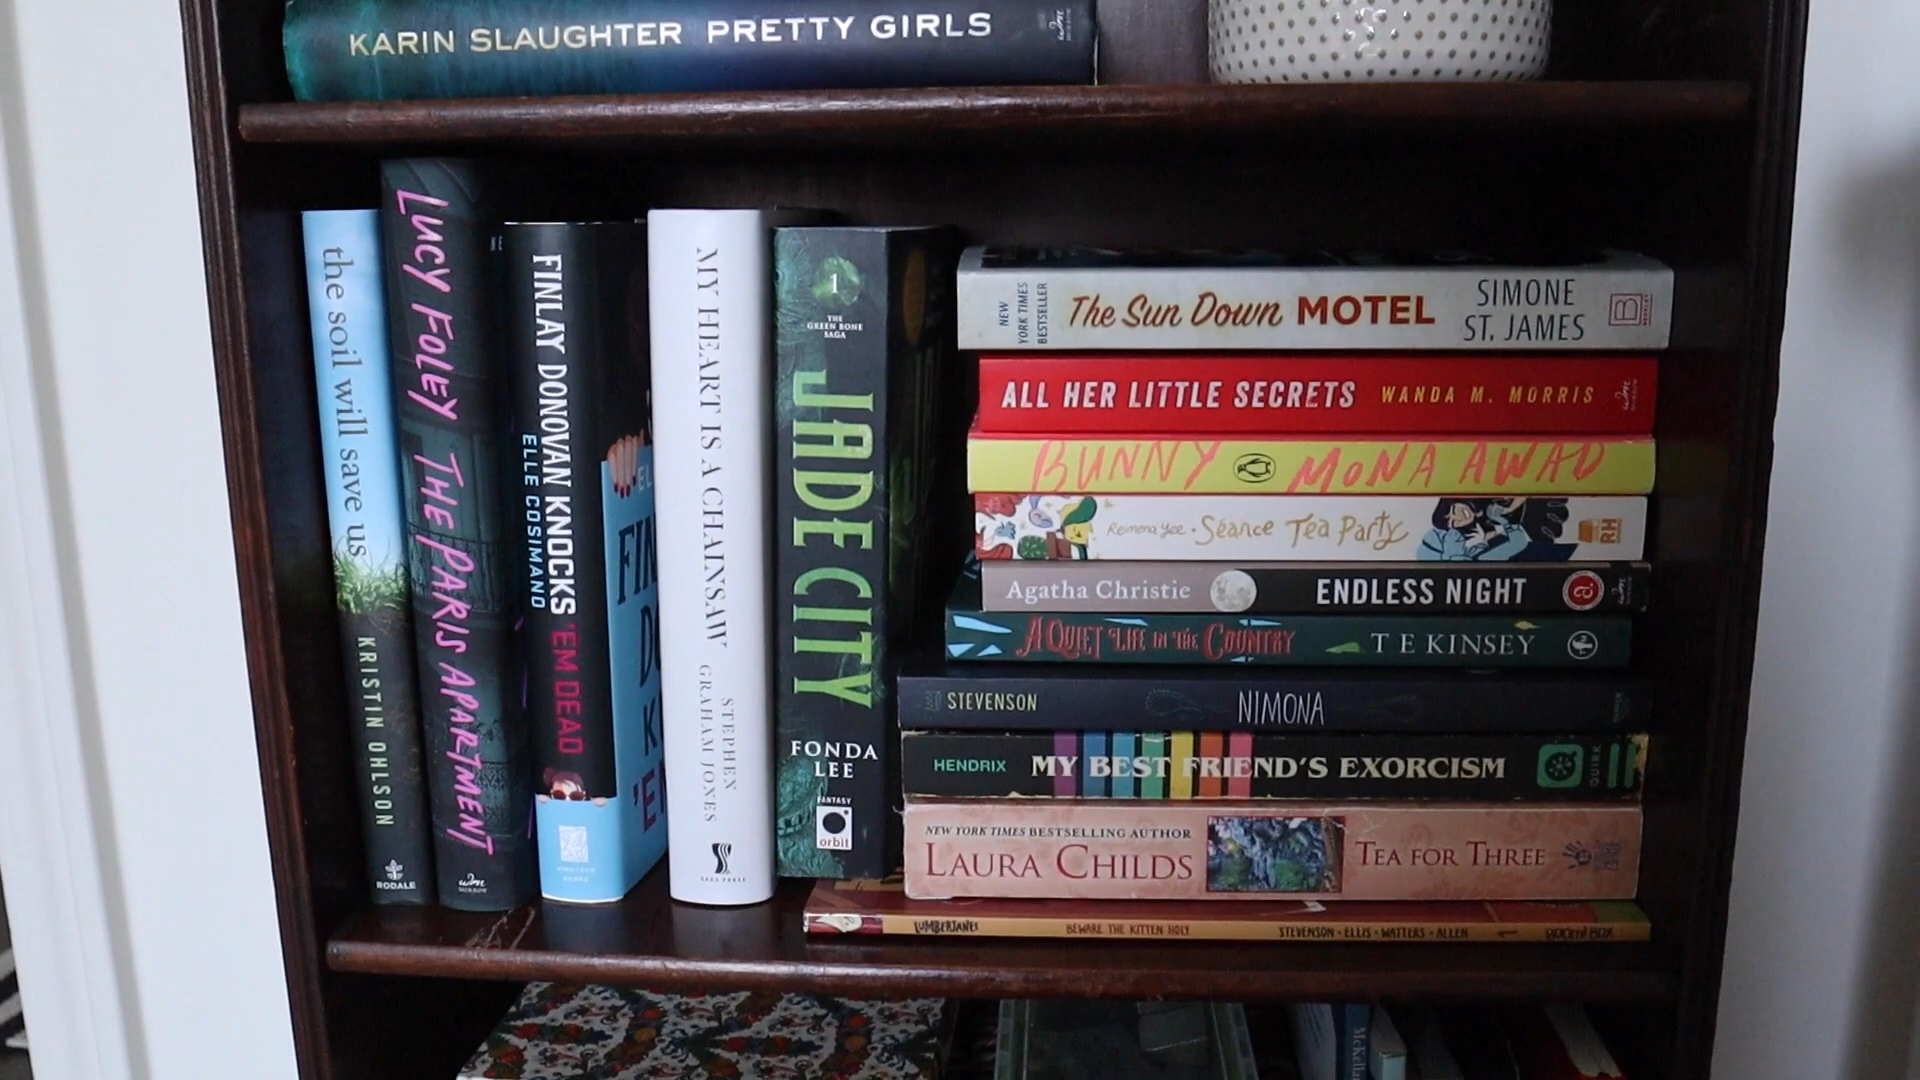 KARIN SLAUGHTER PRETTY GIRLS
the soil will save us
KRISTIN OHLSON
RODALE
LUCY FOLEY THE PARIS APARTMENT
FINLAY DONOVAN KNOCKS 'EM DEAD
ELLE COSIMANO
MY HEART IS A CHAINSAW
STEPHEN
GRAHAM JONES
1
THE
GREEN BONE
SAGA
JADE CITY
FONDA
LEE
FANTASY
orbit
NEW
YORK TIMES
BESTSELLER
The Sun Down MOTEL
SIMONE
ST. JAMES
B
ALL HER LITTLE SECRETS WANDA M. MORRIS
BUNNY MONA AWAD
Reimena Yee · Séance Tea Party
RH
Agatha Christie ENDLESS NIGHT
A QUIET LIFE IN THE COUNTRY T E KINSEY
STEVENSON NIMONA
HENDRIX MY BEST FRIEND'S EXORCISM QUIRK
NEW YORK TIMES BESTSELLING AUTHOR
LAURA CHILDS TEA FOR THREE
LUMBERJANES BEWARE THE KITTEN HOLY STEVENSON · ELLIS · WATTERS · ALLEN BOOM! BOX